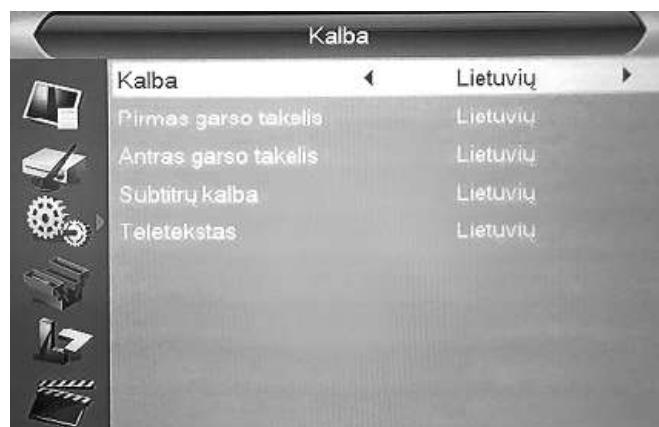 Kalba
Kalba Lietuvių
Pirmas garso takelis Lietuvių
Antras garso takelis Lietuvių
Subtitrų kalba Lietuvių
Teletekstas Lietuvių